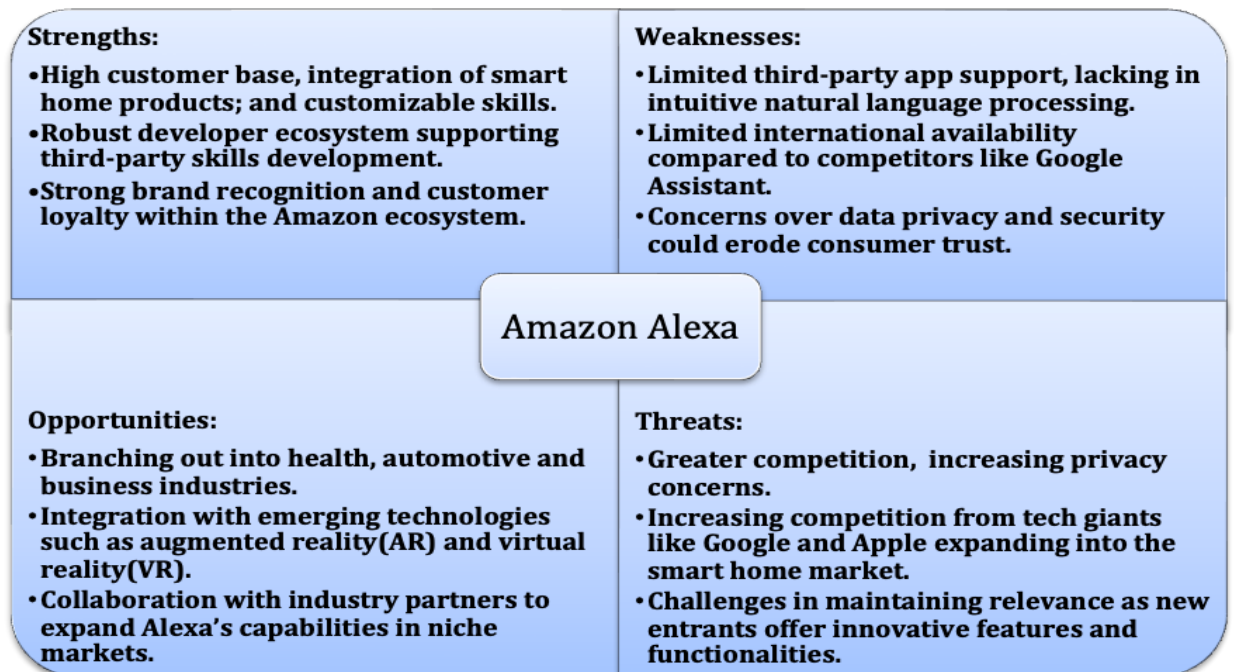 Strengths:
•High customer base, integration of smart
home products; and customizable skills.
•Robust developer ecosystem supporting
third-party skills development.
•Strong brand recognition and customer
loyalty within the Amazon ecosystem.
Weaknesses:
•Limited third-party app support, lacking in
intuitive natural language processing.
•Limited international availability
compared to competitors like Google
Assistant.
•Concerns over data privacy and security
could erode consumer trust.
Amazon Alexa
Opportunities:
•Branching out into health, automotive and
business industries.
•Integration with emerging technologies
such as augmented reality(AR) and virtual
reality(VR).
•Collaboration with industry partners to
expand Alexa's capabilities in niche
markets.
Threats:
•Greater competition,  increasing privacy
concerns.
•Increasing competition from tech giants
like Google and Apple expanding into the
smart home market.
•Challenges in maintaining relevance as new
entrants offer innovative features and
functionalities.